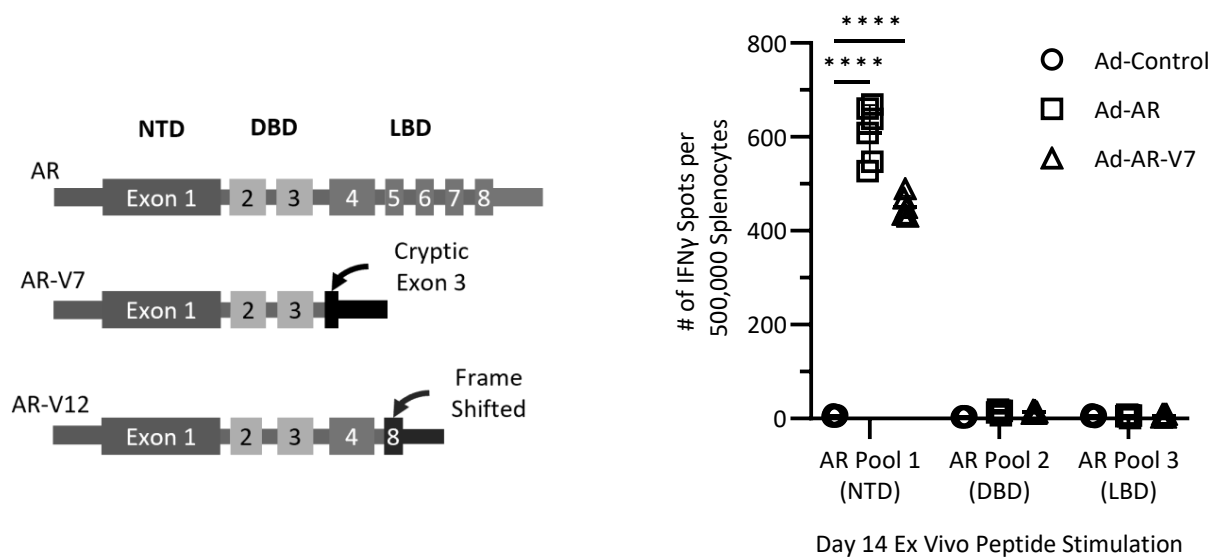 NTD DBD LBD
AR
Exon 1 2 3 4 5 6 7 8
Cryptic
Exon 3
AR-V7
Exon 1 2 3
Frame
Shifted
AR-V12
Exon 1 2 3 4 8
# of IFNγ Spots per
500,000 Splenocytes
800
600
400
200
0
****
****
Ad-Control
Ad-AR
Ad-AR-V7
AR Pool 1 AR Pool 2 AR Pool 3
(NTD) (DBD) (LBD)
Day 14 Ex Vivo Peptide Stimulation